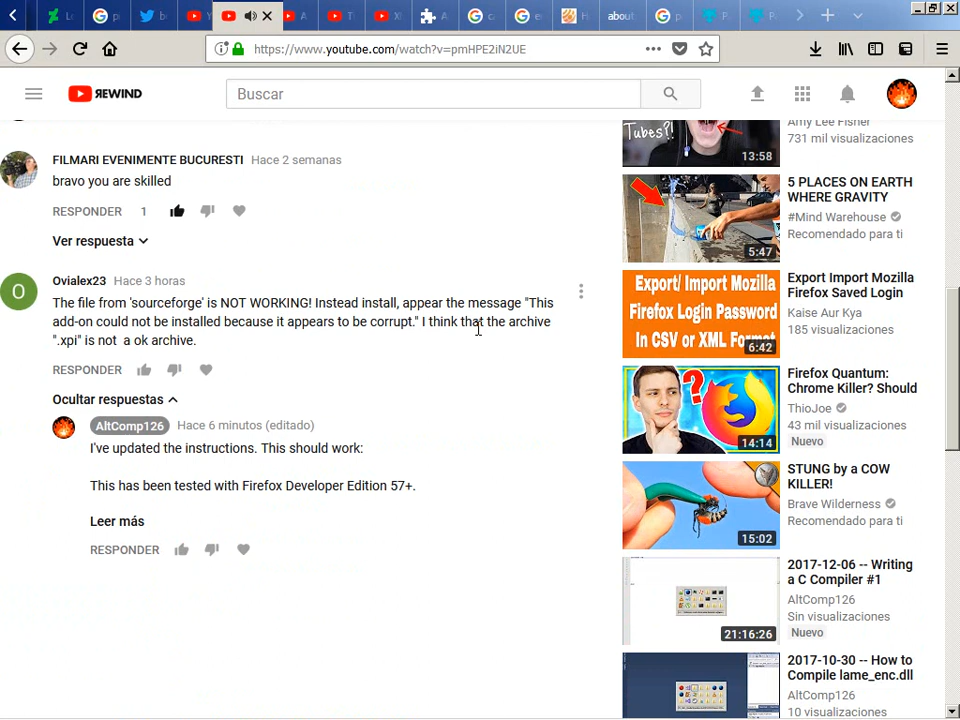 L
p
b
Y
A
T
X
c
e
H
about
p
https://www.youtube.com/watch?v=pmHPE2iN2UE
REWIND
Buscar
Amy Lee Fisher
731 mil visualizaciones
Tubes?!
13:58
FILMARI EVENIMENTE BUCURESTI Hace 2 semanas
bravo you are skilled
RESPONDER 1
Ver respuesta
Ovialex23 Hace 3 horas
O
The file from 'sourceforge' is NOT WORKING! Instead install, appear the message "This
add-on could not be installed because it appears to be corrupt." I think that the archive
".xpi" is not a ok archive.
RESPONDER
Ocultar respuestas
AltComp126 Hace 6 minutos (editado)
I've updated the instructions. This should work:
This has been tested with Firefox Developer Edition 57+.
Leer más
RESPONDER
5 PLACES ON EARTH
WHERE GRAVITY
#Mind Warehouse
Recomendado para ti
5:47
Export/ Import Mozilla
Firefox Login Password
In CSV or XML Format
6:42
Export Import Mozilla
Firefox Saved Login
Kaise Aur Kya
185 visualizaciones
Firefox Quantum:
Chrome Killer? Should
ThioJoe
43 mil visualizaciones
Nuevo
14:14
STUNG by a COW
KILLER!
Brave Wilderness
Recomendado para ti
15:02
2017-12-06 -- Writing
a C Compiler #1
AltComp126
Sin visualizaciones
Nuevo
21:16:26
2017-10-30 -- How to
Compile lame_enc.dll
AltComp126
10 visualizaciones